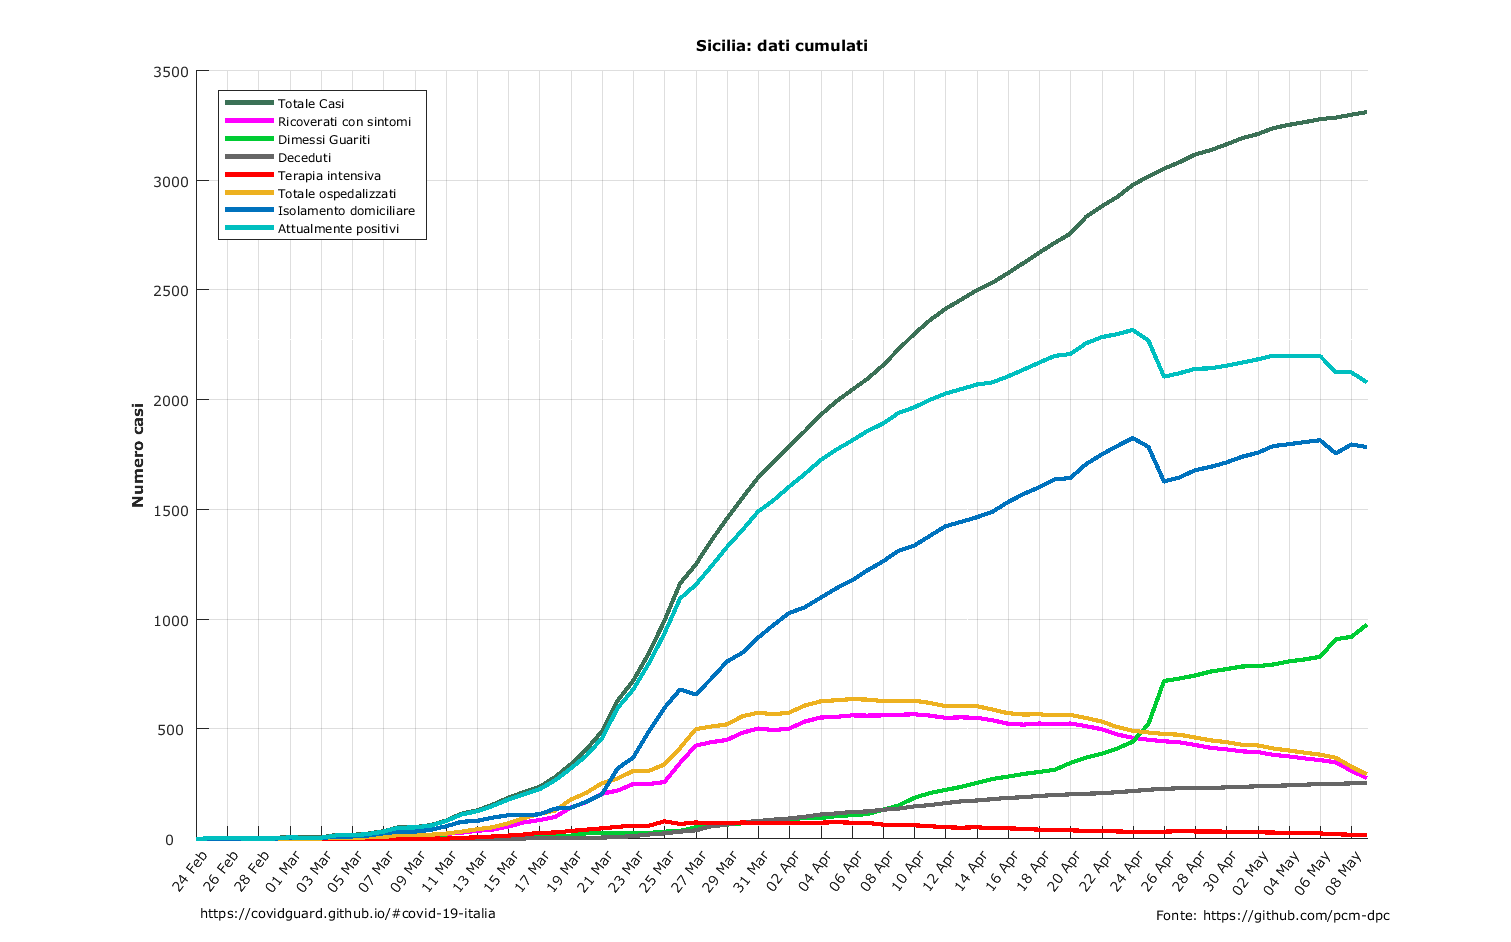 Sicilia: dati cumulati
3500
3000
2500
2000
1500
1000
500
0
Numero casi
Totale Casi
Ricoverati con sintomi
Dimessi Guariti
Deceduti
Terapia intensiva
Totale ospedalizzati
Isolamento domiciliare
Attualmente positivi
24 Feb
26 Feb
28 Feb
01 Mar
03 Mar
05 Mar
07 Mar
09 Mar
11 Mar
13 Mar
15 Mar
17 Mar
19 Mar
21 Mar
23 Mar
25 Mar
27 Mar
29 Mar
31 Mar
02 Apr
04 Apr
06 Apr
08 Apr
10 Apr
12 Apr
14 Apr
16 Apr
18 Apr
20 Apr
22 Apr
24 Apr
26 Apr
28 Apr
30 Apr
02 May
04 May
06 May
08 May
https://covidguard.github.io/#covid-19-italia
Fonte: https://github.com/pcm-dpc